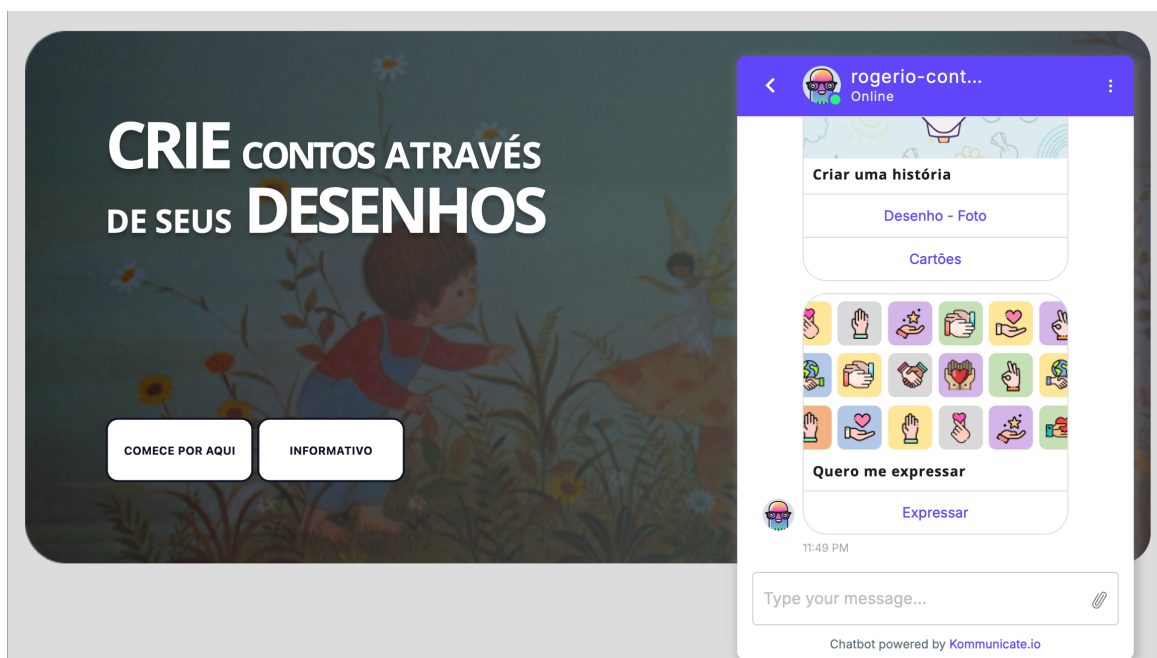 CRIE CONTOS ATRAVÉS
DE SEUS DESENHOS
COMECE POR AQUI
INFORMATIVO
rogerio-cont...
Online
Criar uma história
Desenho - Foto
Cartões
Quero me expressar
Expressar
11:49 PM
Type your message...
Chatbot powered by Kommunicate.io